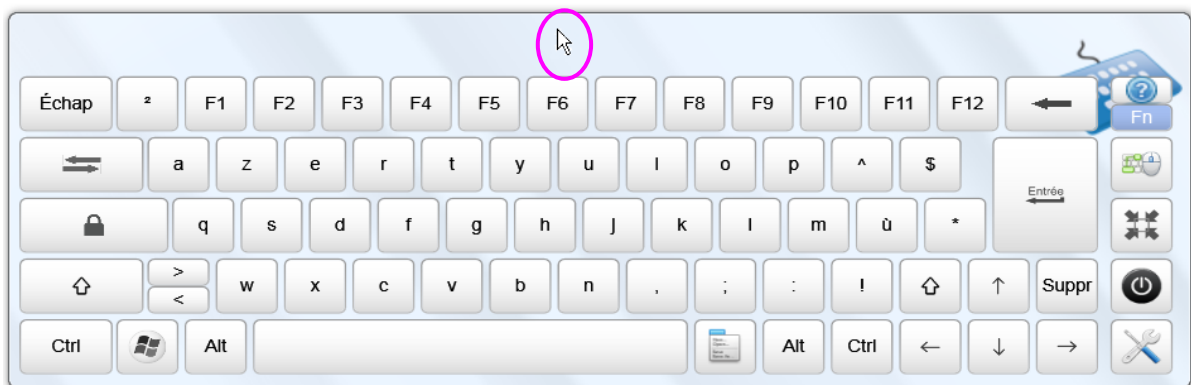 Échap ² F1 F2 F3 F4 F5 F6 F7 F8 F9 F10 F11 F12
Fn
a z e r t y u I o p ^ $
Entrée
q s d f g h J k l m ù *
>
<
w x c v b n , ; : ! ↑ Suppr
Ctrl Alt Alt Ctrl ← ↓ →